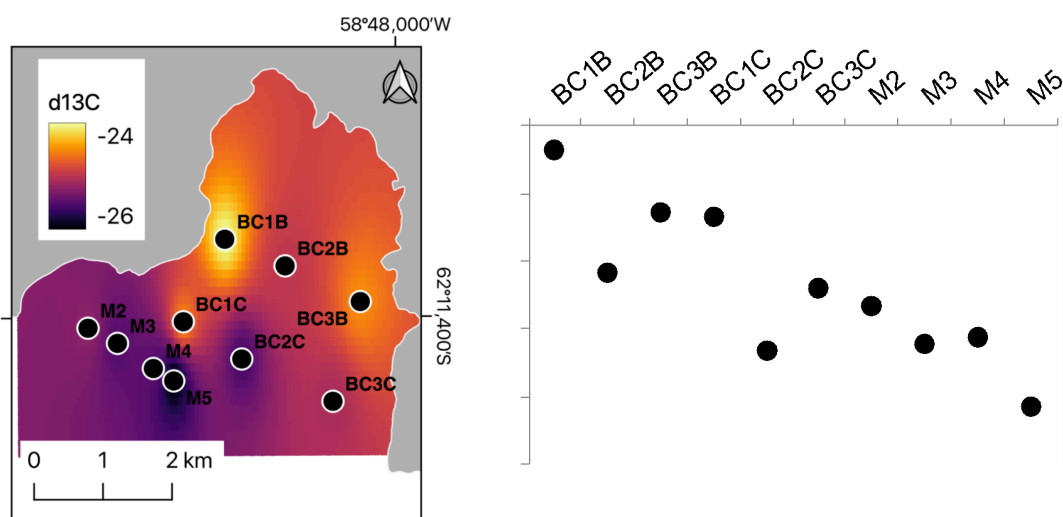 58°48,000'W
d13C
-24
-26
BC1B
BC2B
BC1C
BC3B
M2
M3
M4
BC2C
M5
BC3C
62°11,400'S
0 1 2 km
BC1B BC2B BC3B BC1C BC2C BC3C M2 M3 M4 M5